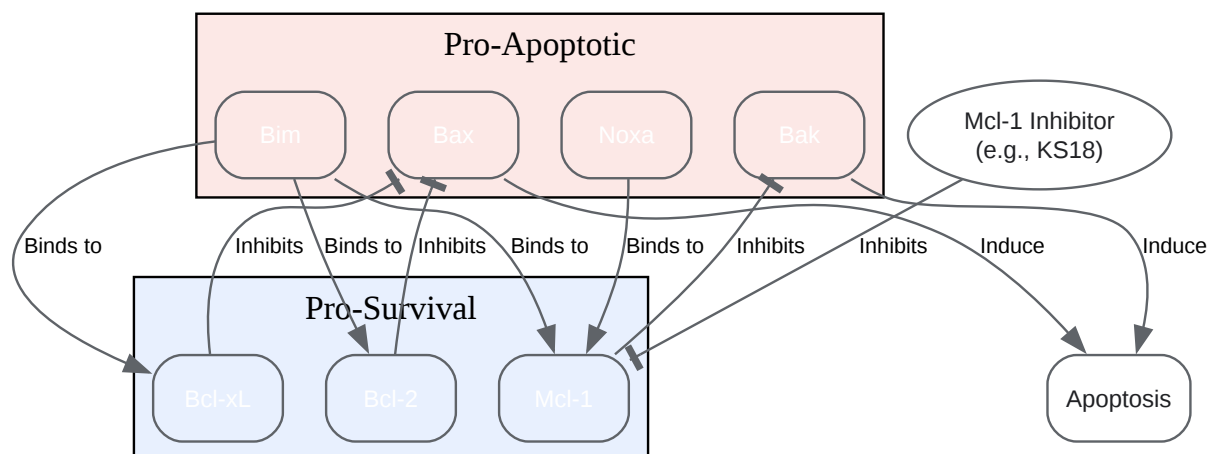 Pro-Apoptotic
Bim
Bax
Noxa
Bak
Mcl-1 Inhibitor
(e.g., KS18)
Binds to
Inhibits
Binds to
Inhibits
Binds to
Binds to
Inhibits
Inhibits
Induce
Induce
Pro-Survival
Bcl-xL
Bcl-2
Mcl-1
Apoptosis